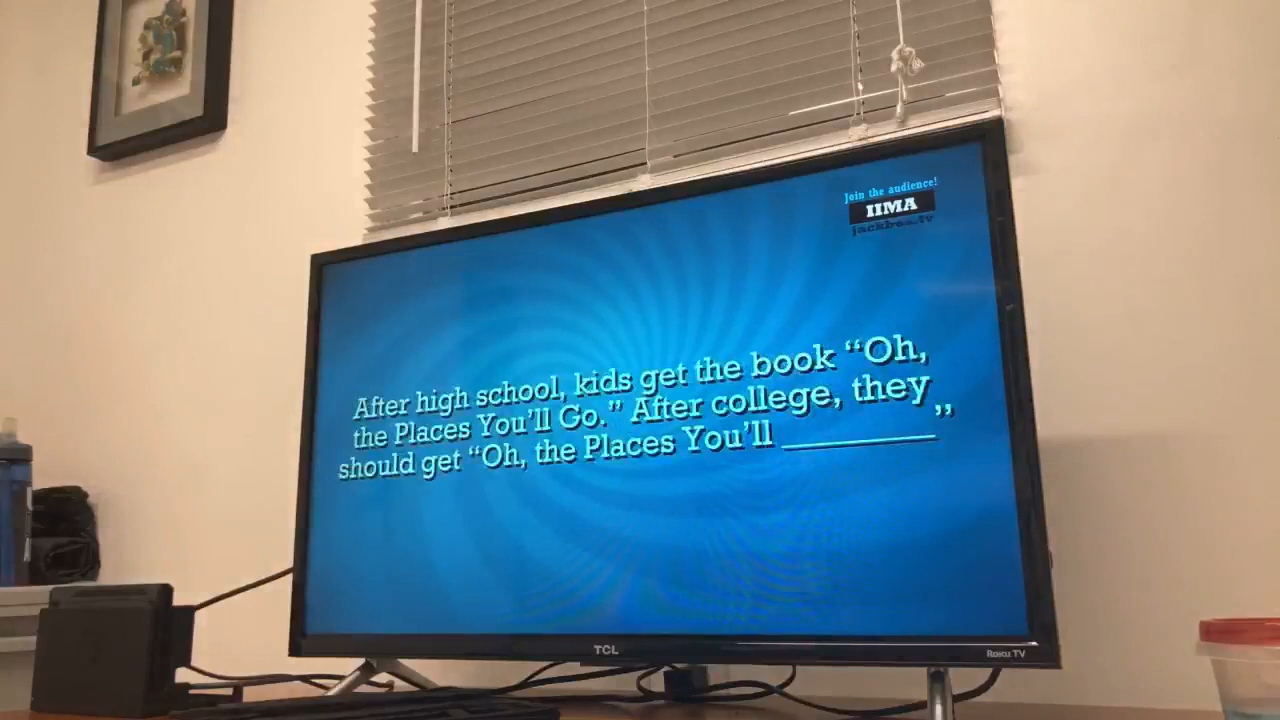 Join the audience!
IIMA
jackbox.tv
After high school, kids get the book “Oh,
the Places You’ll Go.” After college, they
should get “Oh, the Places You’ll ________”
TCL
Roku TV